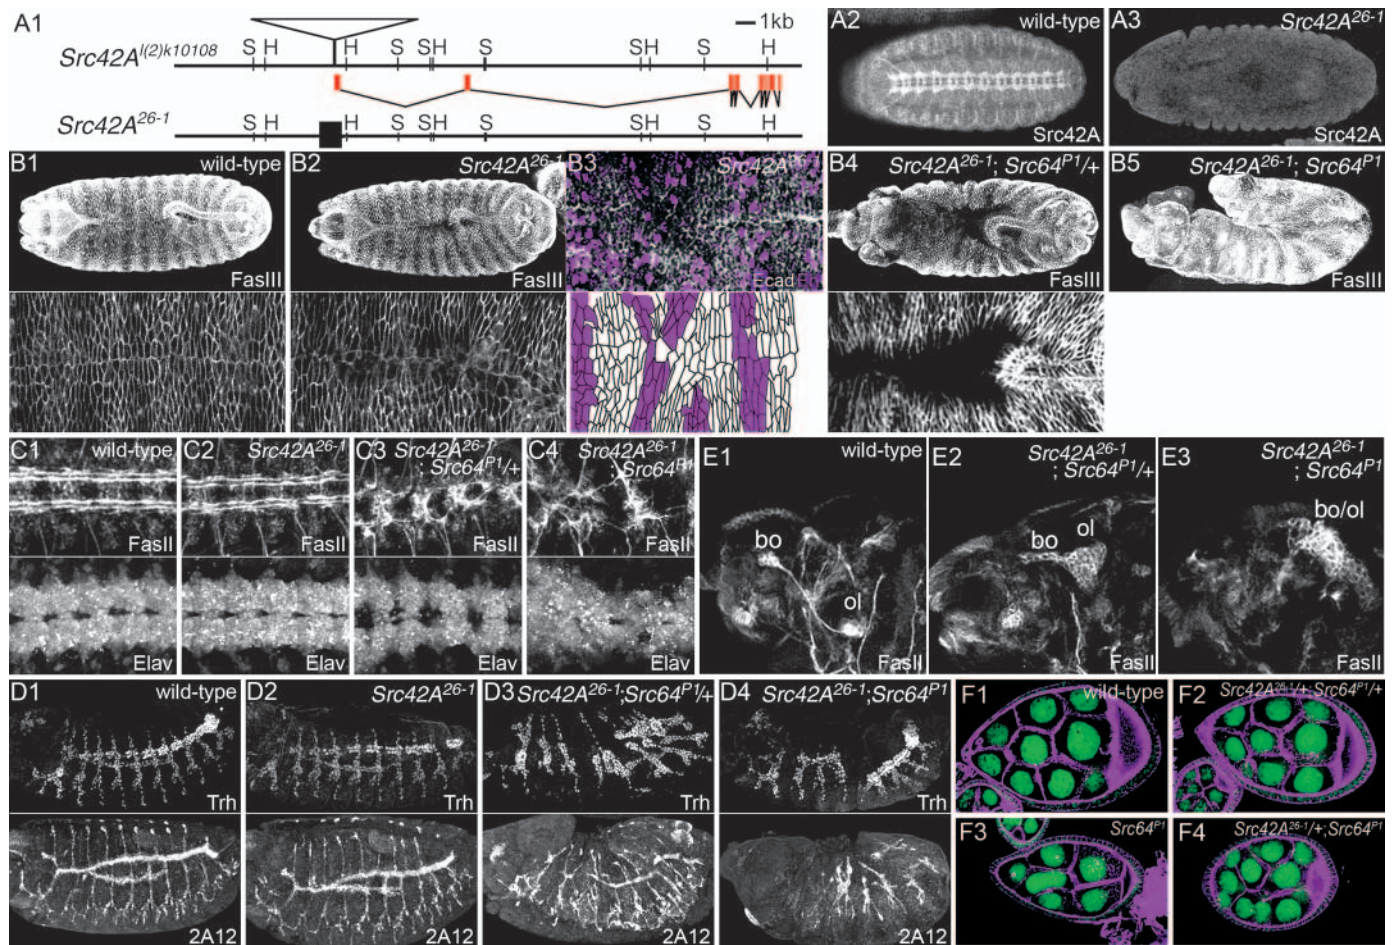 A1
1kb
Src42A^l(2)k10108
S H H S S H S S H S H
Src42A^26-1
S H H S S H S S H S H
A2 wild-type
Src42A
A3 Src42A^26-1
Src42A
B1 wild-type
FasIII
B2 Src42A^26-1
FasIII
B3 Src42A^26-1
Ecad
B4 Src42A^26-1; Src64^P1/+
FasIII
B5 Src42A^26-1; Src64^P1
FasIII
C1 wild-type
FasII
Elav
C2 Src42A^26-1
FasII
Elav
C3 Src42A^26-1
; Src64^P1/+
FasII
Elav
C4 Src42A^26-1
; Src64^P1
FasII
Elav
E1 wild-type
bo
ol
FasII
E2 Src42A^26-1
; Src64^P1/+
bo ol
FasII
E3 Src42A^26-1
; Src64^P1
bo/ol
FasII
D1 wild-type
Trh
2A12
D2 Src42A^26-1
Trh
2A12
D3 Src42A^26-1;Src64^P1/+
Trh
2A12
D4 Src42A^26-1;Src64^P1
Trh
2A12
F1 wild-type
F2 Src42A^26-1/+;Src64^P1/+
F3 Src64^P1
F4 Src42A^26-1/+;Src64^P1